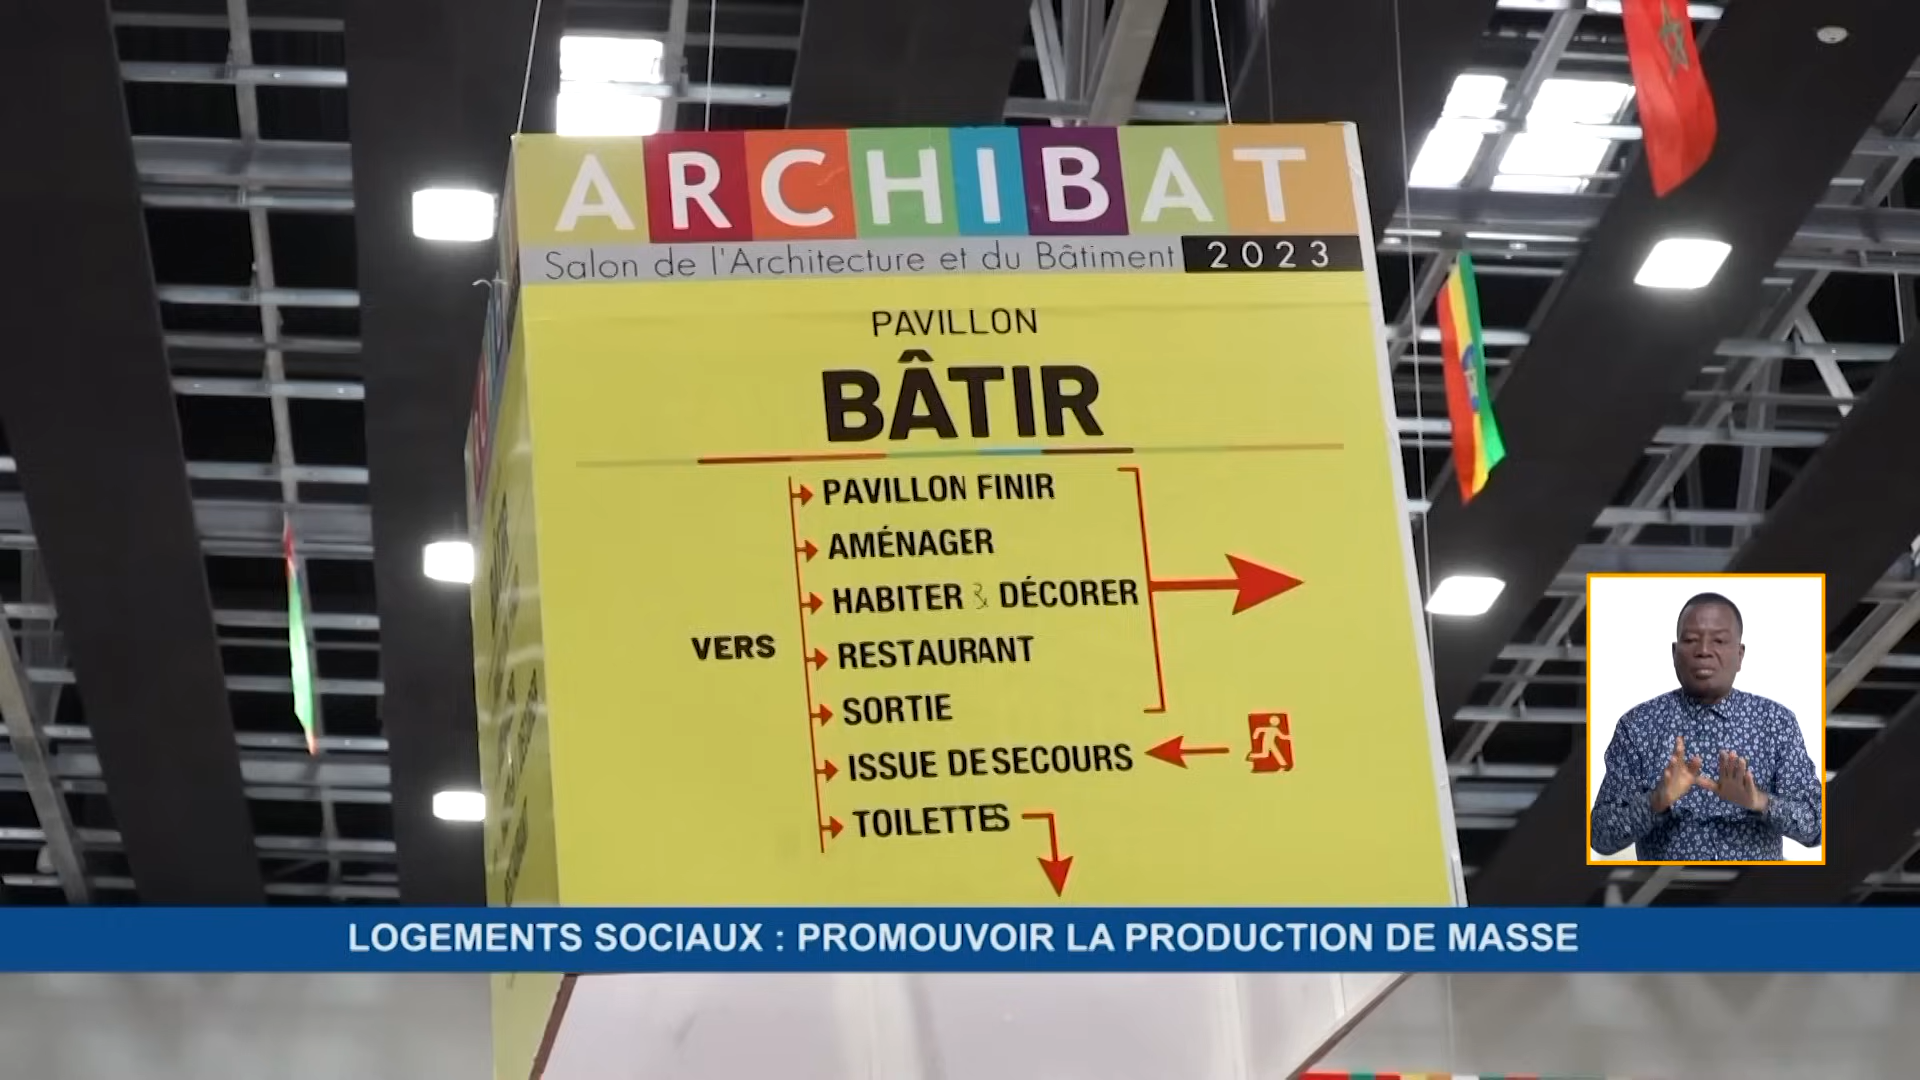 ARCHIBAT
Salon de l'Architecture et du Bâtiment 2023
PAVILLON
BÂTIR
VERS
PAVILLON FINIR
AMÉNAGER
HABITER & DÉCORER
RESTAURANT
SORTIE
ISSUE DE SECOURS
TOILETTES
LOGEMENTS SOCIAUX : PROMOUVOIR LA PRODUCTION DE MASSE